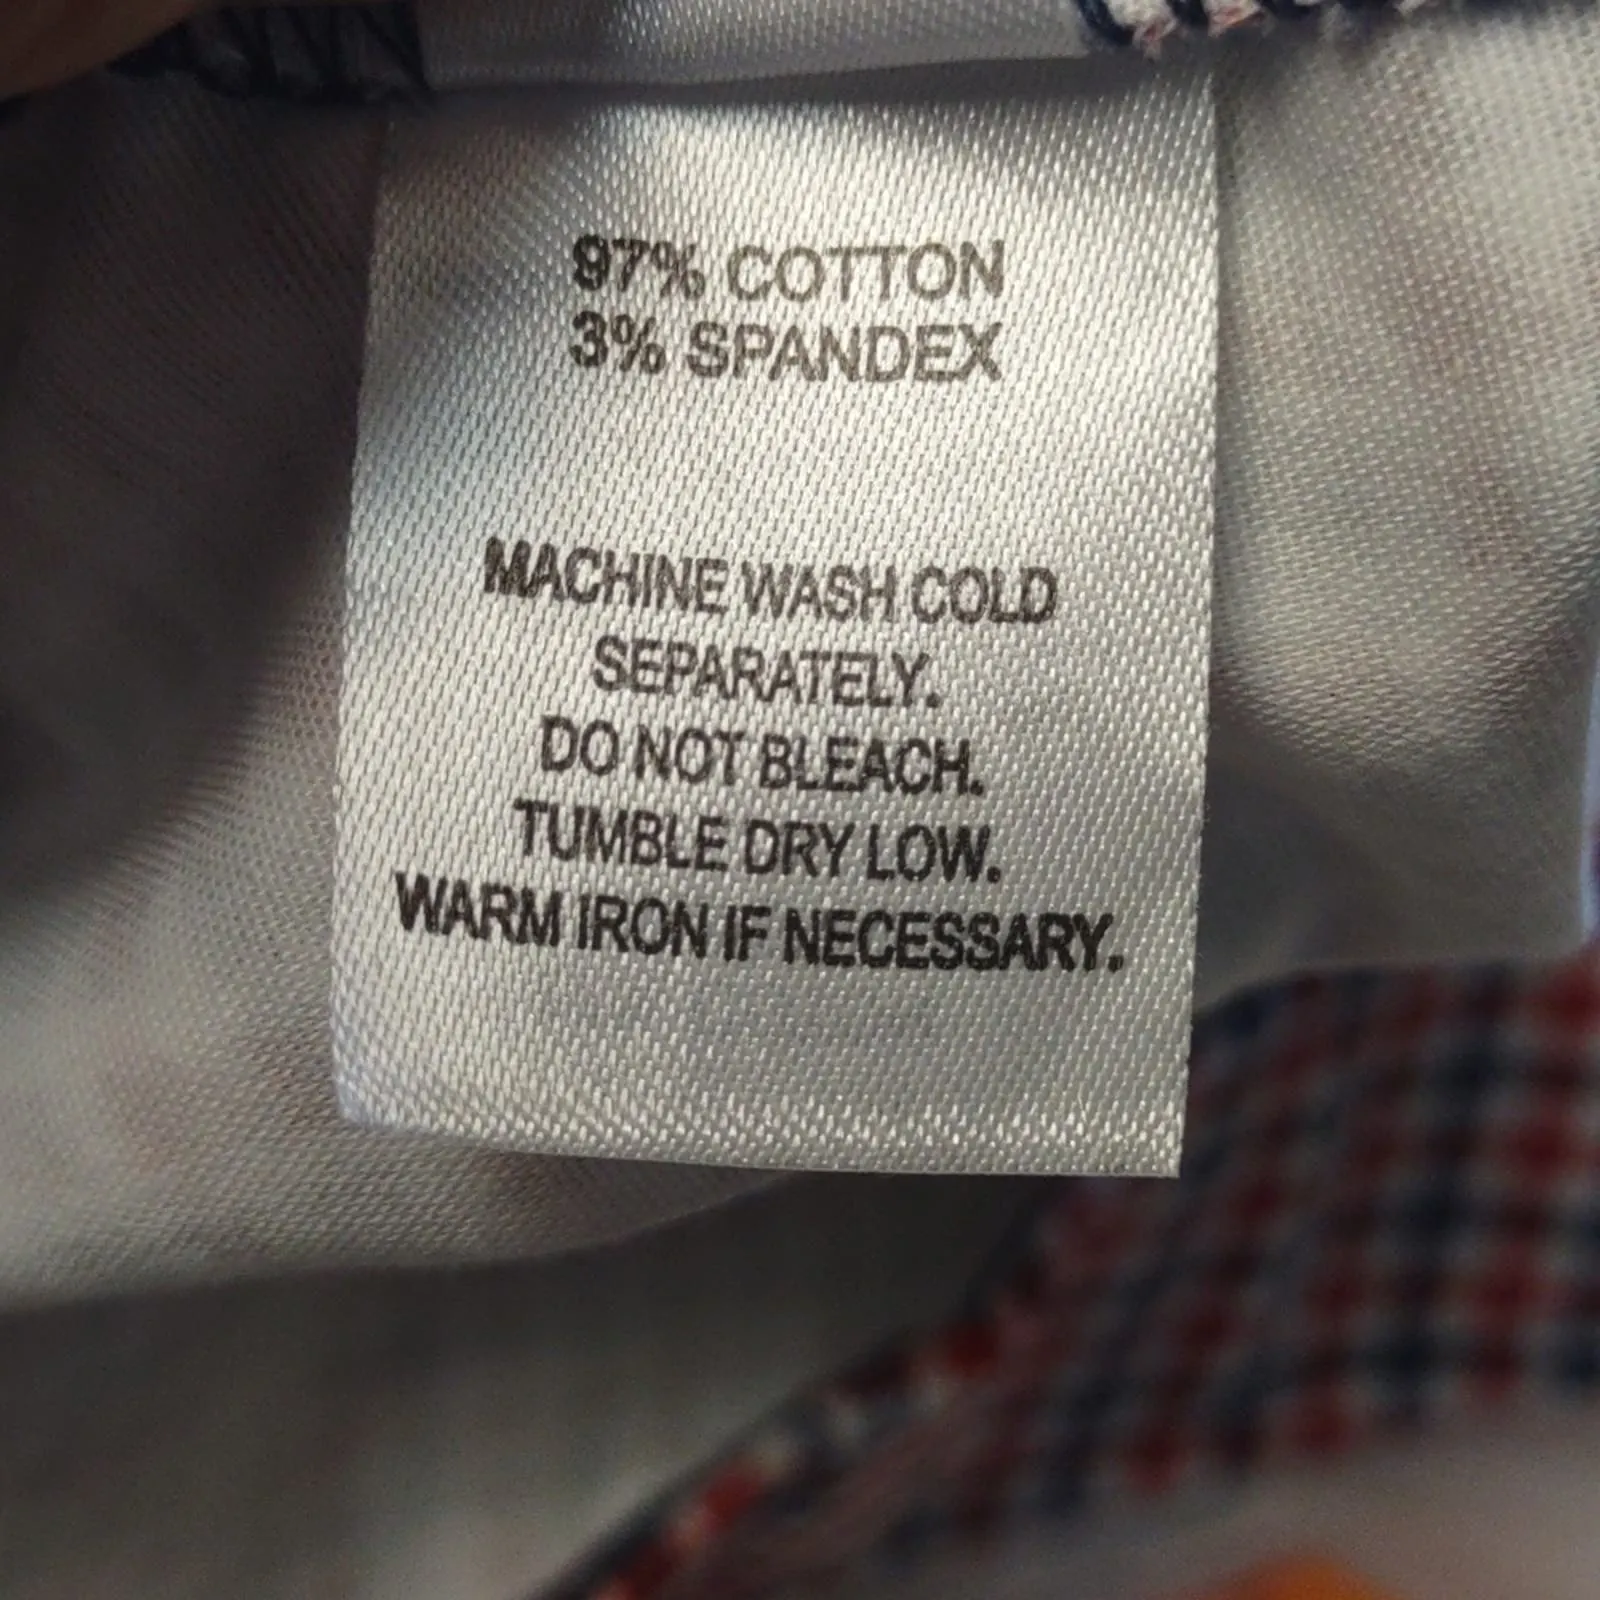 97% COTTON
3% SPANDEX
MACHINE WASH COLD
SEPARATELY.
DO NOT BLEACH.
TUMBLE DRY LOW.
WARM IRON IF NECESSARY.